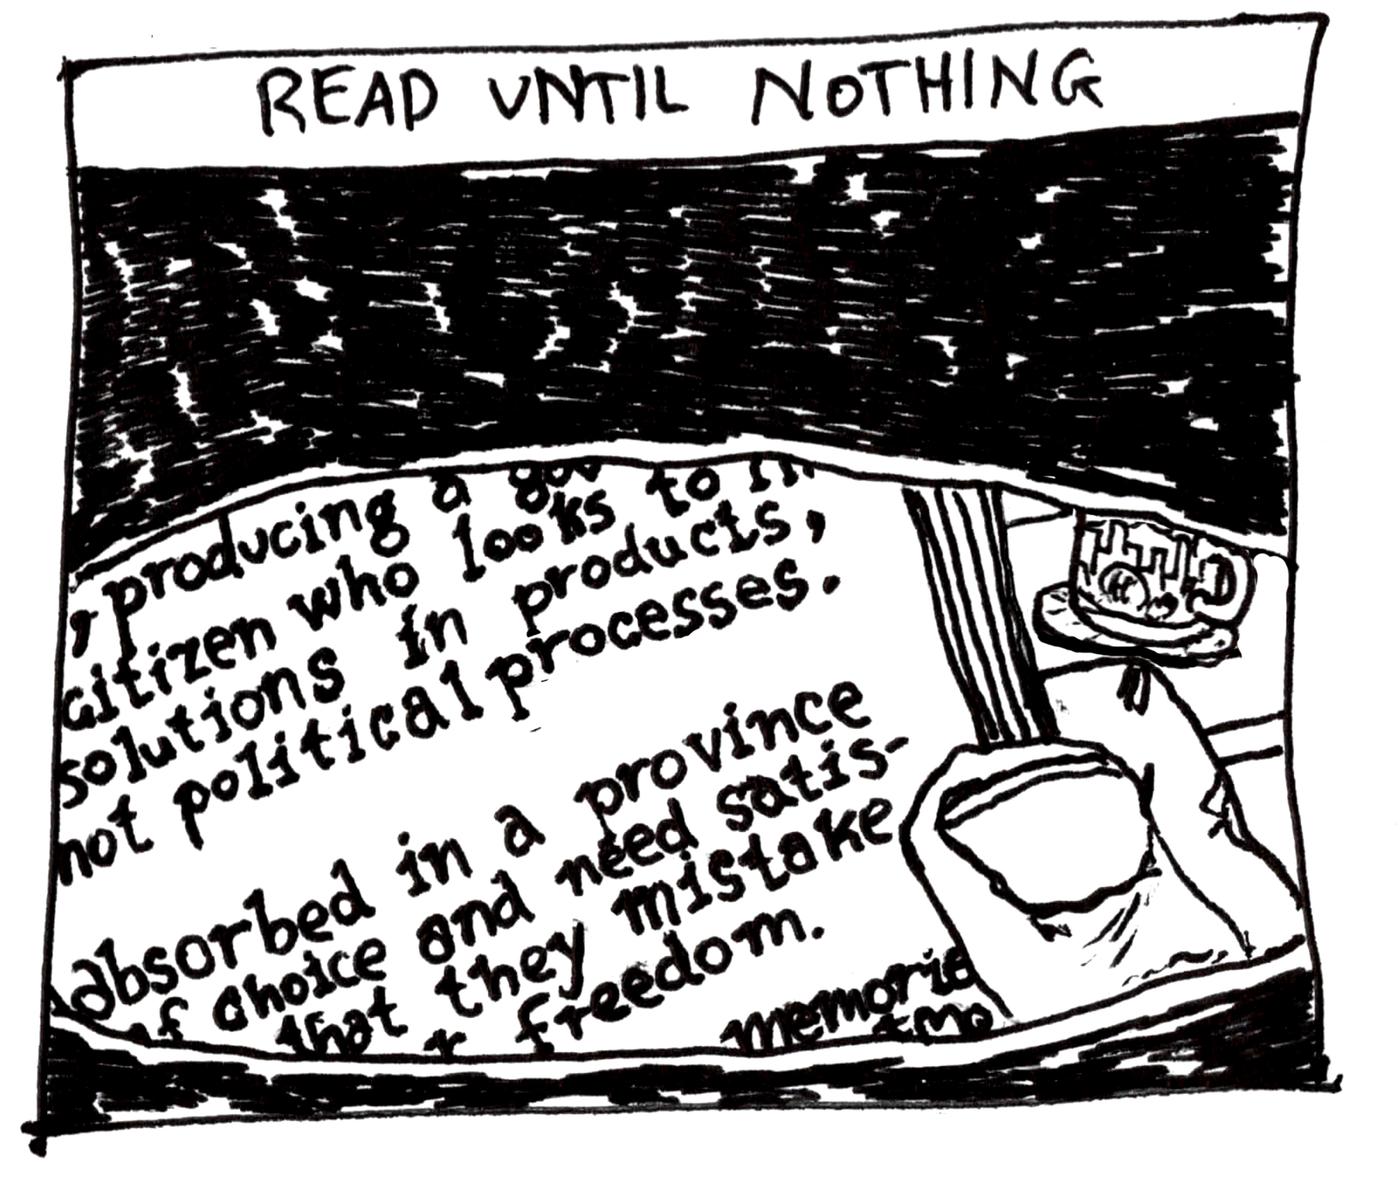 READ UNTIL NOTHING
, producing a
citizen who looks to
solutions in products,
not political processes.
absorbed in a province
of choice and need satis-
that they mistake
r freedom.
memorie